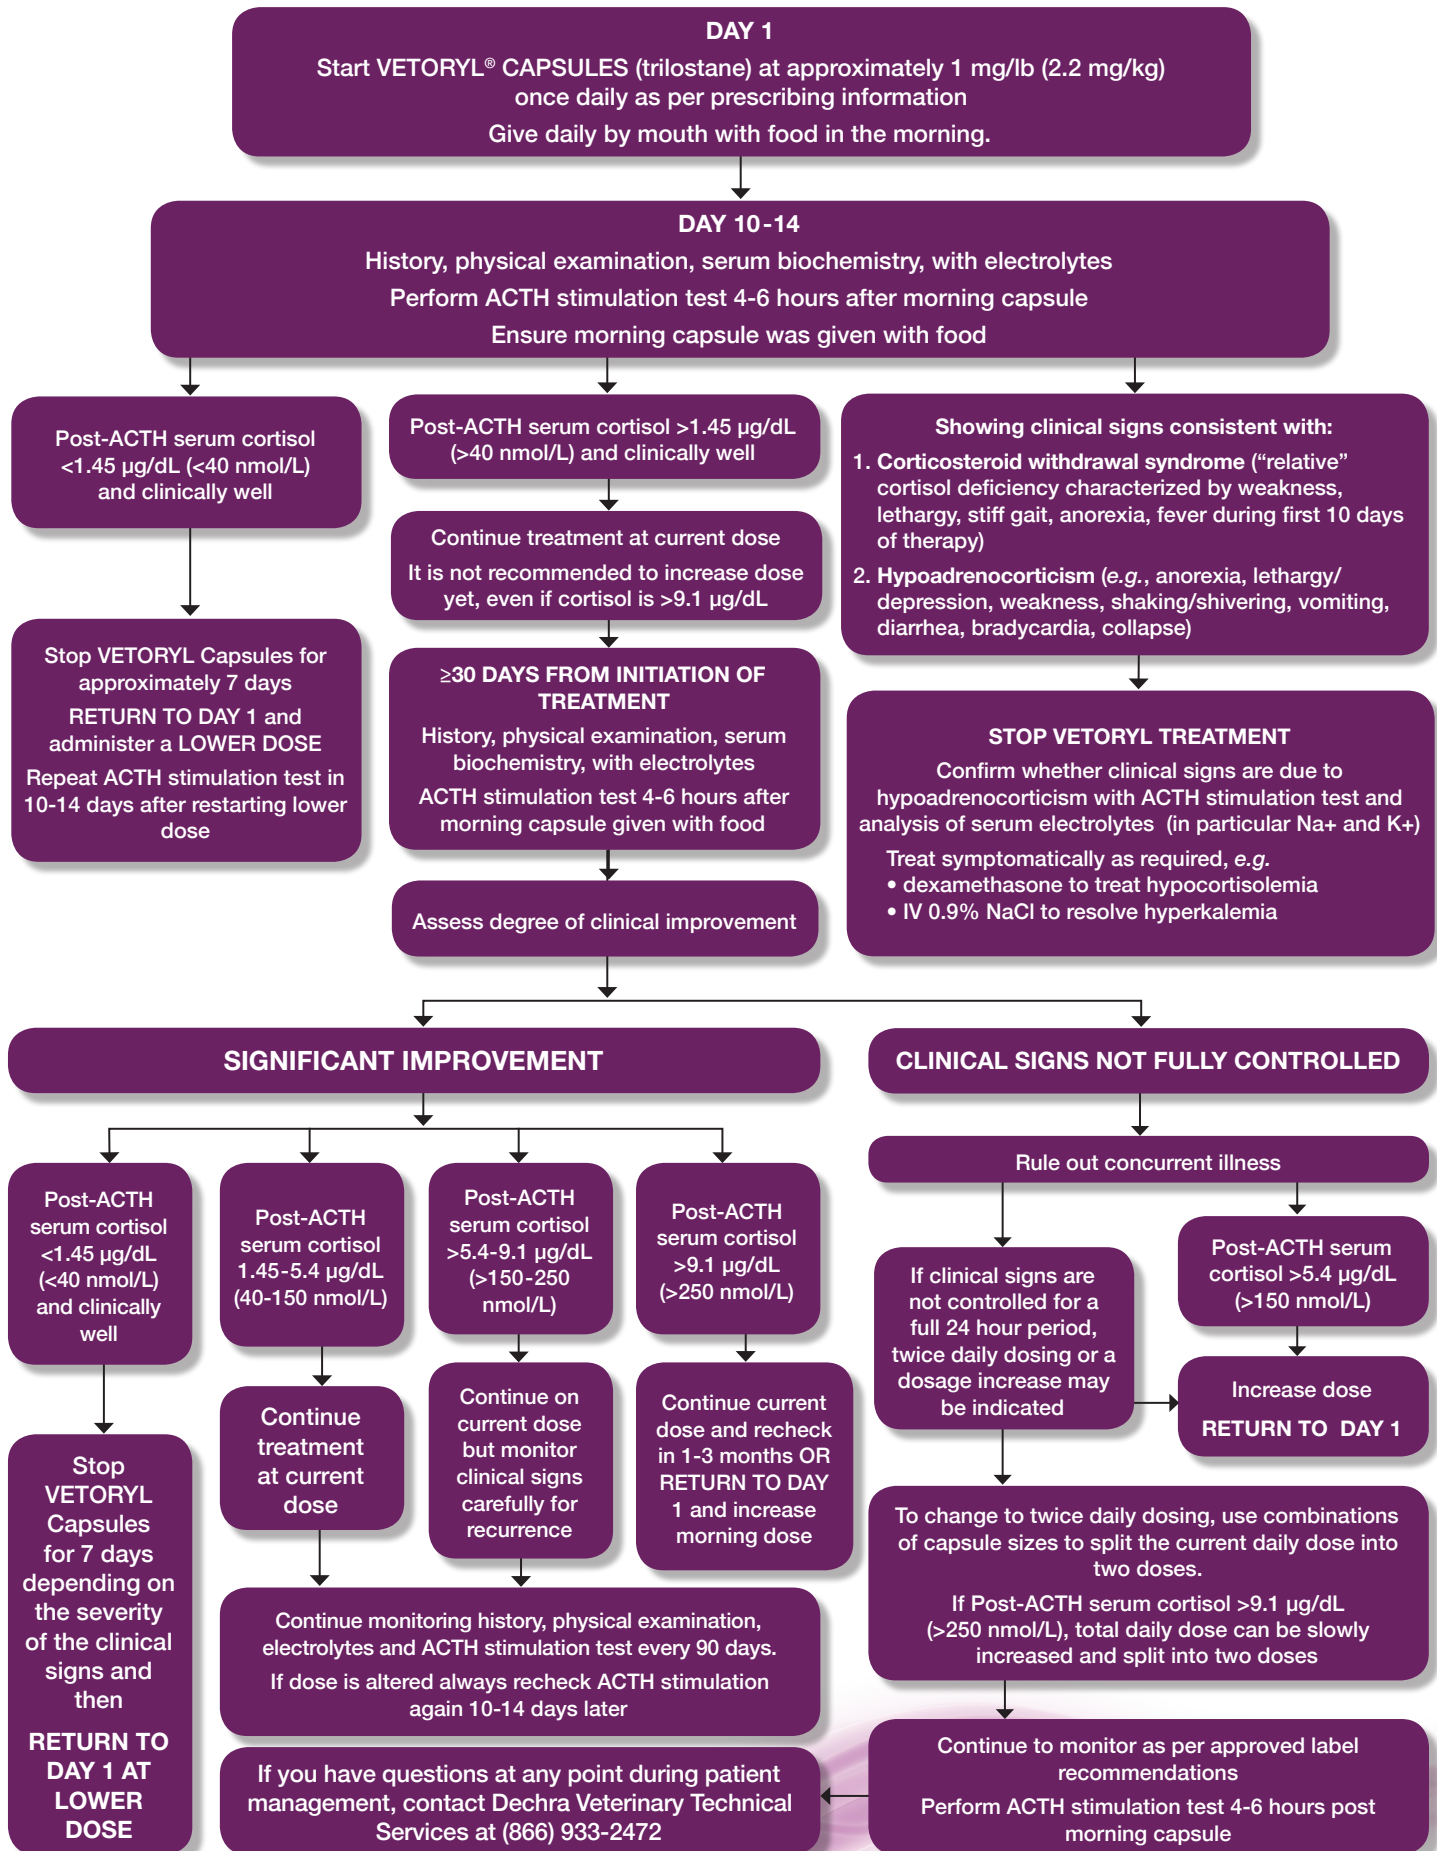 DAY 1
Start VETORYL® CAPSULES (trilostane) at approximately 1 mg/lb (2.2 mg/kg)
once daily as per prescribing information
Give daily by mouth with food in the morning.
DAY 10-14
History, physical examination, serum biochemistry, with electrolytes
Perform ACTH stimulation test 4-6 hours after morning capsule
Ensure morning capsule was given with food
Post-ACTH serum cortisol
<1.45 µg/dL (<40 nmol/L)
and clinically well
Stop VETORYL Capsules for
approximately 7 days
RETURN TO DAY 1 and
administer a LOWER DOSE
Repeat ACTH stimulation test in
10-14 days after restarting lower
dose
Post-ACTH serum cortisol >1.45 µg/dL
(>40 nmol/L) and clinically well
Continue treatment at current dose
It is not recommended to increase dose
yet, even if cortisol is >9.1 µg/dL
≥30 DAYS FROM INITIATION OF
TREATMENT
History, physical examination, serum
biochemistry, with electrolytes
ACTH stimulation test 4-6 hours after
morning capsule given with food
Assess degree of clinical improvement
Showing clinical signs consistent with:
1. Corticosteroid withdrawal syndrome (“relative”
cortisol deficiency characterized by weakness,
lethargy, stiff gait, anorexia, fever during first 10 days
of therapy)
2. Hypoadrenocorticism (e.g., anorexia, lethargy/
depression, weakness, shaking/shivering, vomiting,
diarrhea, bradycardia, collapse)
STOP VETORYL TREATMENT
Confirm whether clinical signs are due to
hypoadrenocorticism with ACTH stimulation test and
analysis of serum electrolytes (in particular Na+ and K+)
Treat symptomatically as required, e.g.
• dexamethasone to treat hypocortisolemia
• IV 0.9% NaCl to resolve hyperkalemia
SIGNIFICANT IMPROVEMENT
Post-ACTH
serum cortisol
<1.45 µg/dL
(<40 nmol/L)
and clinically
well
Stop
VETORYL
Capsules
for 7 days
depending on
the severity
of the clinical
signs and
then
RETURN TO
DAY 1 AT
LOWER
DOSE
Post-ACTH
serum cortisol
1.45-5.4 µg/dL
(40-150 nmol/L)
Continue
treatment
at current
dose
Post-ACTH
serum cortisol
>5.4-9.1 µg/dL
(>150-250
nmol/L)
Continue on
current dose
but monitor
clinical signs
carefully for
recurrence
Post-ACTH
serum cortisol
>9.1 µg/dL
(>250 nmol/L)
Continue current
dose and recheck
in 1-3 months OR
RETURN TO DAY
1 and increase
morning dose
Continue monitoring history, physical examination,
electrolytes and ACTH stimulation test every 90 days.
If dose is altered always recheck ACTH stimulation
again 10-14 days later
If you have questions at any point during patient
management, contact Dechra Veterinary Technical
Services at (866) 933-2472
CLINICAL SIGNS NOT FULLY CONTROLLED
Rule out concurrent illness
If clinical signs are
not controlled for a
full 24 hour period,
twice daily dosing or a
dosage increase may
be indicated
Post-ACTH serum
cortisol >5.4 µg/dL
(>150 nmol/L)
Increase dose
RETURN TO DAY 1
To change to twice daily dosing, use combinations
of capsule sizes to split the current daily dose into
two doses.
If Post-ACTH serum cortisol >9.1 µg/dL
(>250 nmol/L), total daily dose can be slowly
increased and split into two doses
Continue to monitor as per approved label
recommendations
Perform ACTH stimulation test 4-6 hours post
morning capsule